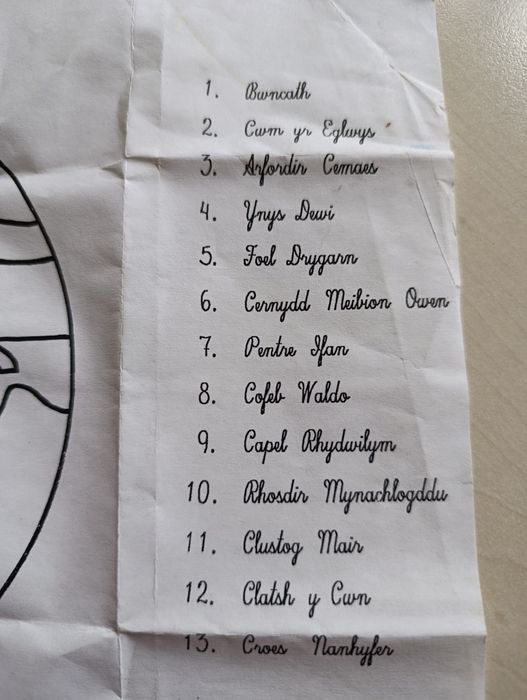 1. Bwncath
2. Cwm yr Eglwys
3. Arfordir Cemaes
4. Ynys Dewi
5. Foel Drygarn
6. Cernydd Meibion Owen
7. Pentre Ifan
8. Cofeb Waldo
9. Capel Rhydwilym
10. Rhosdir Mynachlogddu
11. Clustog Mair
12. Clatsh y Cwn
13. Croes Nanhyfer